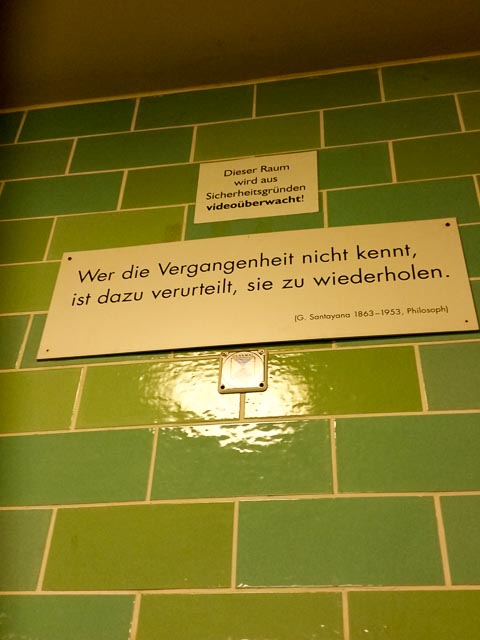 Dieser Raum
wird aus
Sicherheitsgründen
videoüberwacht!
Wer die Vergangenheit nicht kennt,
ist dazu verurteilt, sie zu wiederholen.
(G. Santayana 1863–1953, Philosoph)